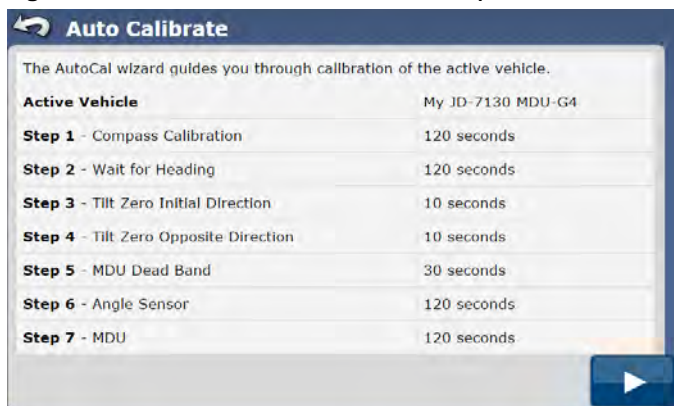 Auto Calibrate
The AutoCal wizard guides you through calibration of the active vehicle.
Active Vehicle My JD-7130 MDU-G4
Step 1 - Compass Calibration 120 seconds
Step 2 - Wait for Heading 120 seconds
Step 3 - Tilt Zero Initial Direction 10 seconds
Step 4 - Tilt Zero Opposite Direction 10 seconds
Step 5 - MDU Dead Band 30 seconds
Step 6 - Angle Sensor 120 seconds
Step 7 - MDU 120 seconds